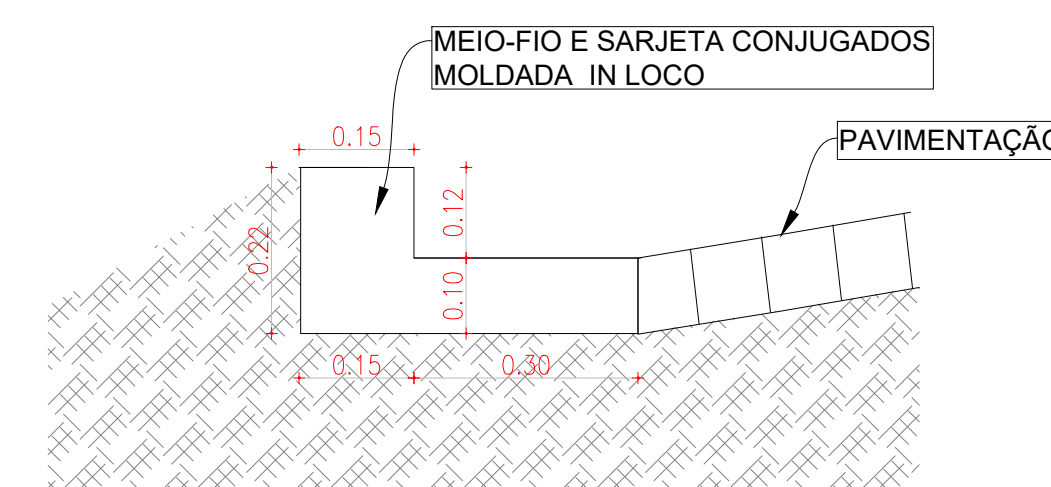 MEIO-FIO E SARJETA CONJUGADOS
MOLDADA IN LOCO
0.15
PAVIMENTAÇÃO
0.12
0.22
0.10
0.15
0.30